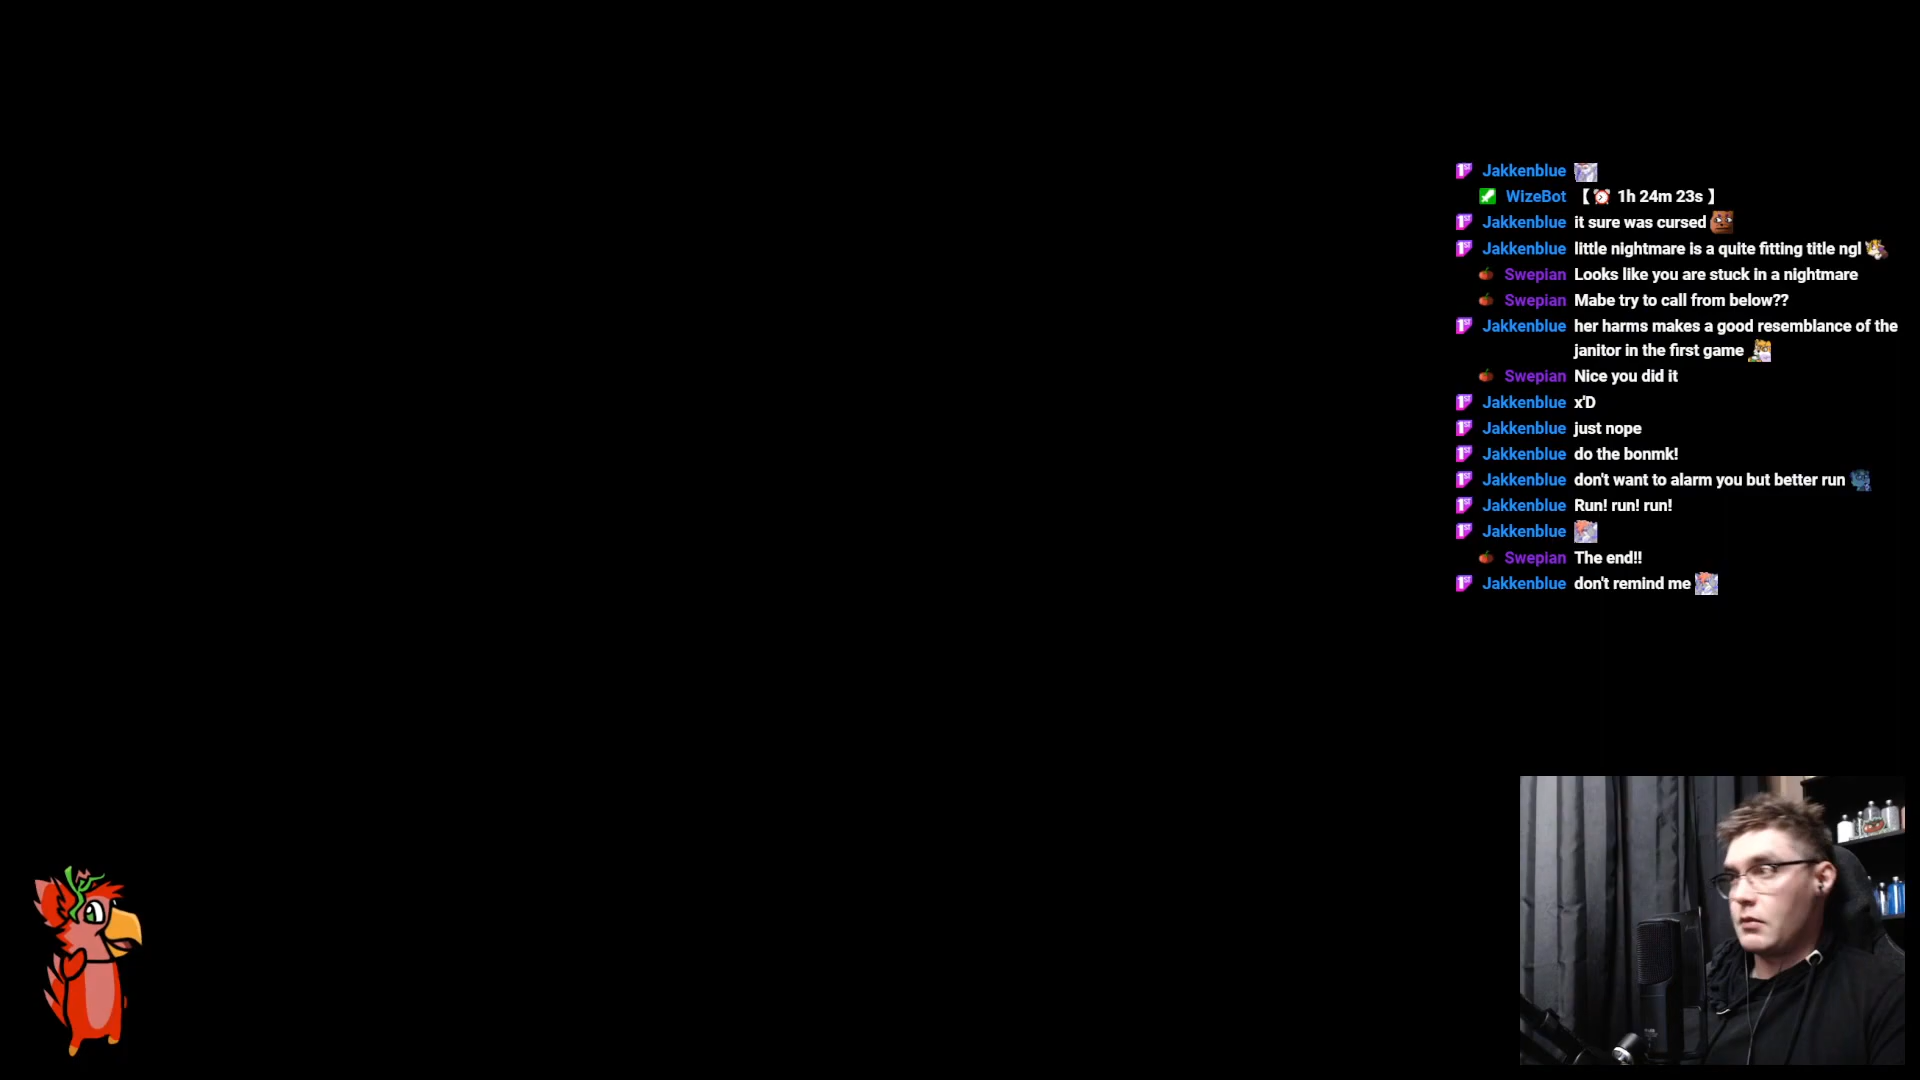 Jakkenblue
WizeBot 【⏰ 1h 24m 23s 】
Jakkenblue it sure was cursed
Jakkenblue little nightmare is a quite fitting title ngl
Swepian Looks like you are stuck in a nightmare
Swepian Mabe try to call from below??
Jakkenblue her harms makes a good resemblance of the
janitor in the first game
Swepian Nice you did it
Jakkenblue x'D
Jakkenblue just nope
Jakkenblue do the bonmk!
Jakkenblue don't want to alarm you but better run
Jakkenblue Run! run! run!
Jakkenblue
Swepian The end!!
Jakkenblue don't remind me